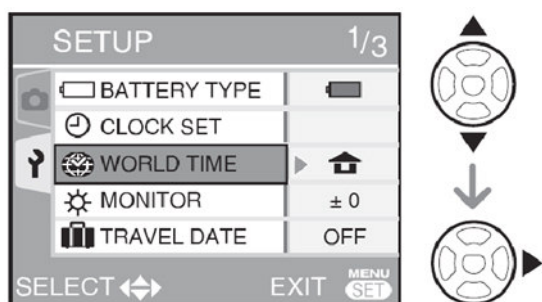 SETUP 1/3
BATTERY TYPE
CLOCK SET
WORLD TIME
MONITOR ± 0
TRAVEL DATE OFF
SELECT EXIT MENU SET